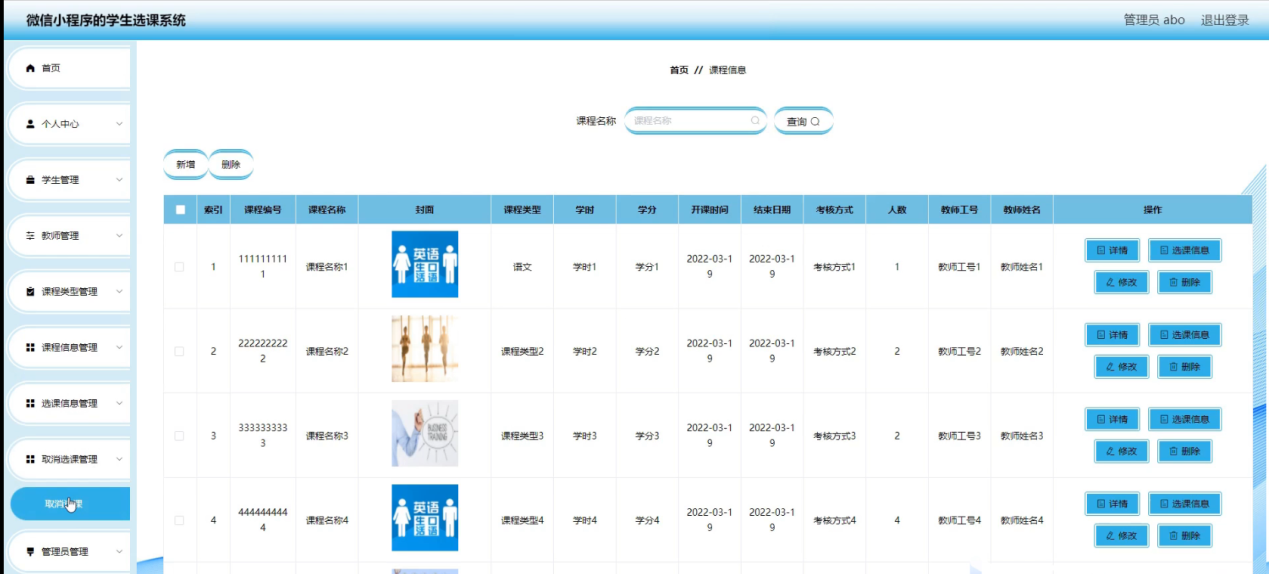 微信小程序的学生选课系统
管理员 abo 退出登录
首页
个人中心
学生管理
教师管理
课程类型管理
课程信息管理
选课信息管理
取消选课管理
管理员管理
首页 // 课程信息
课程名称 课程名称 查询
新增 删除
索引 课程编号 课程名称 封面 课程类型 学时 学分 开课时间 结束日期 考核方式 人数 教师工号 教师姓名 操作
1 1111111111 课程名称1 英语生活口语 语文 学时1 学分1 2022-03-19 2022-03-19 考核方式1 1 教师工号1 教师姓名1 详情 选课信息
修改 删除
2 2222222222 课程名称2 课程类型2 学时2 学分2 2022-03-19 2022-03-19 考核方式2 2 教师工号2 教师姓名2 详情 选课信息
修改 删除
3 3333333333 课程名称3 BUSINESS TRAINING 课程类型3 学时3 学分3 2022-03-19 2022-03-19 考核方式3 2 教师工号3 教师姓名3 详情 选课信息
修改 删除
4 4444444444 课程名称4 英语生活口语 课程类型4 学时4 学分4 2022-03-19 2022-03-19 考核方式4 4 教师工号4 教师姓名4 详情 选课信息
修改 删除